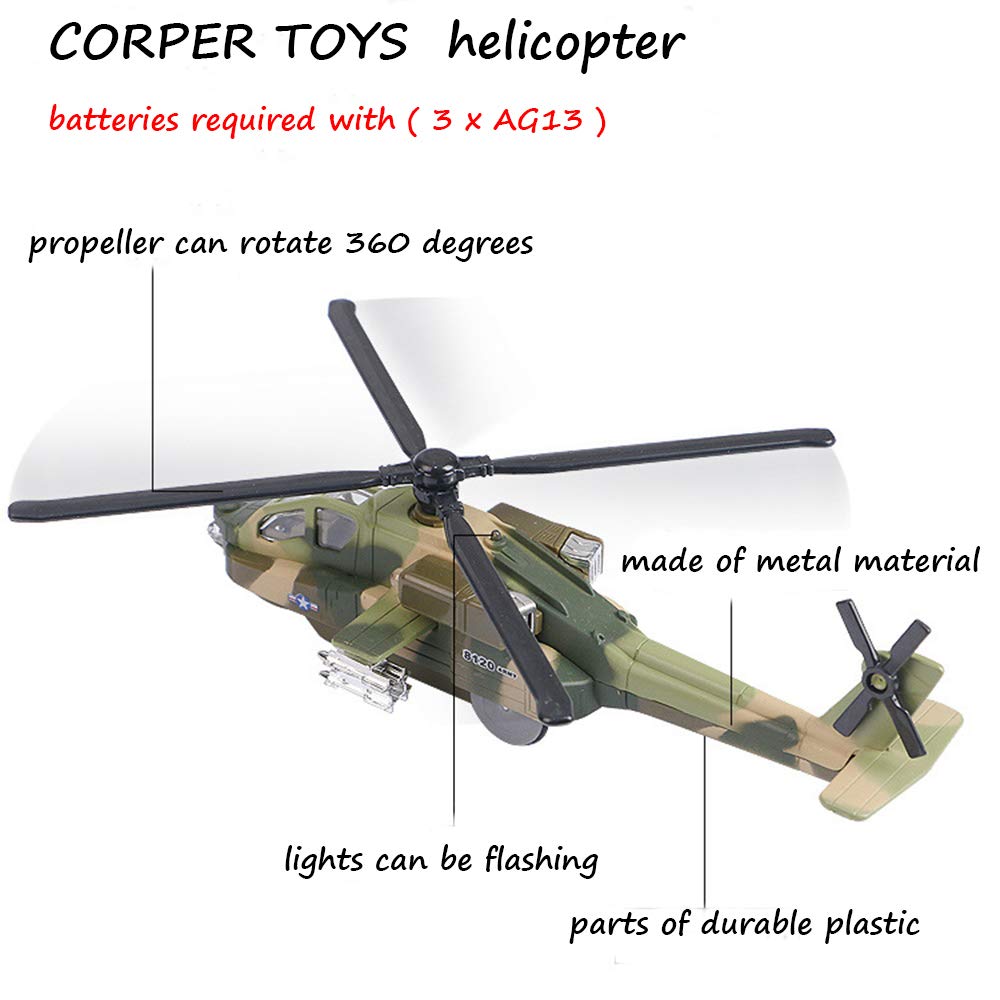 CORPER TOYS helicopter
batteries required with ( 3 x AG13 )
propeller can rotate 360 degrees
made of metal material
8120 ARMY
lights can be flashing
parts of durable plastic